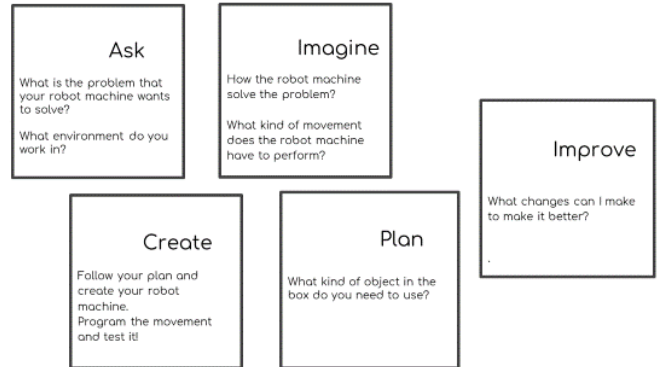 Ask
What is the problem that
your robot machine wants
to solve?
What environment do you
work in?
Imagine
How the robot machine
solve the problem?
What kind of movement
does the robot machine
have to perform?
Improve
What changes can I make
to make it better?
.
Create
Follow your plan and
create your robot
machine.
Program the movement
and test it!
Plan
What kind of object in the
box do you need to use?